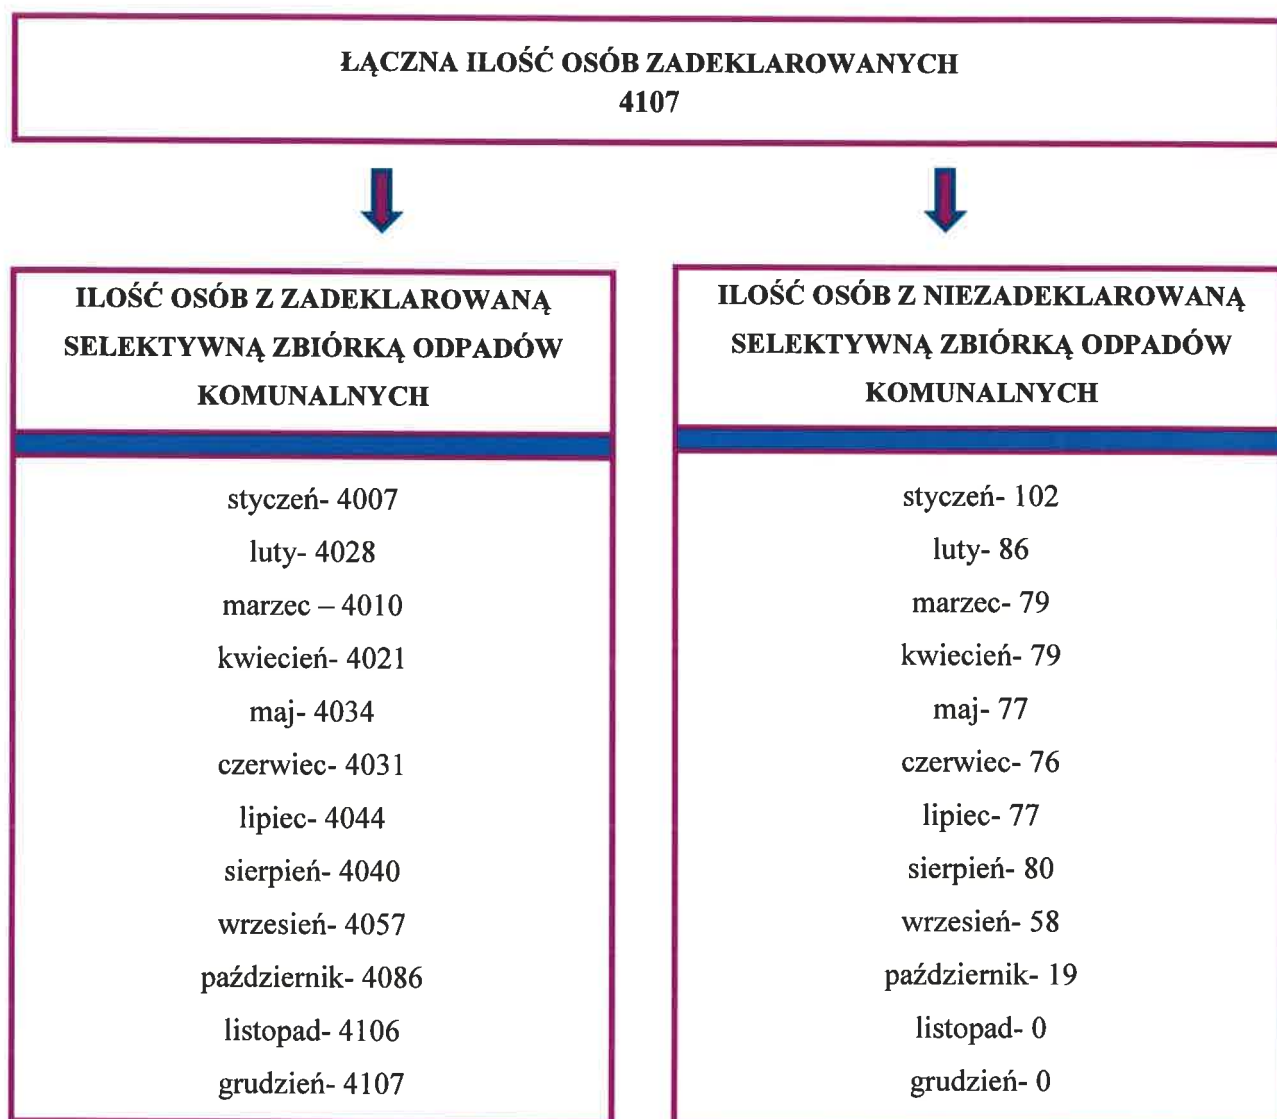 ŁĄCZNA ILOŚĆ OSÓB ZADEKLAROWANYCH
4107
ILOŚĆ OSÓB Z ZADEKLAROWANĄ
SELEKTYWNĄ ZBIÓRKĄ ODPADÓW
KOMUNALNYCH
styczeń- 4007
luty- 4028
marzec – 4010
kwiecień- 4021
maj- 4034
czerwiec- 4031
lipiec- 4044
sierpień- 4040
wrzesień- 4057
październik- 4086
listopad- 4106
grudzień- 4107
ILOŚĆ OSÓB Z NIEZADEKLAROWANĄ
SELEKTYWNĄ ZBIÓRKĄ ODPADÓW
KOMUNALNYCH
styczeń- 102
luty- 86
marzec- 79
kwiecień- 79
maj- 77
czerwiec- 76
lipiec- 77
sierpień- 80
wrzesień- 58
październik- 19
listopad- 0
grudzień- 0